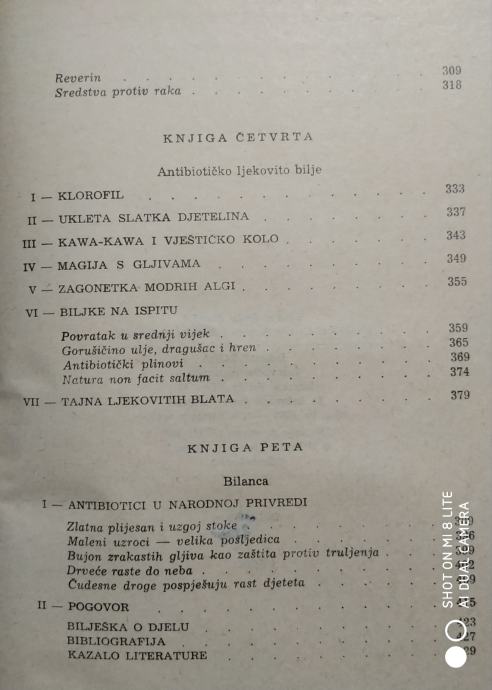 Reverin . . . . . . . . . . 309
Sredstva protiv raka . . . . . . . . 318
KNJIGA ČETVRTA
Antibiotičko ljekovito bilje
I — KLOROFIL . . . . . . . . . . 333
II — UKLETA SLATKA DJETELINA . . . . . . 337
III — KAWA-KAWA I VJEŠTIČKO KOLO . . . . . 343
IV — MAGIJA S GLJIVAMA . . . . . . . . 349
V — ZAGONETKA MODRIH ALGI . . . . . . . 355
VI — BILJKE NA ISPITU
Povratak u srednji vijek . . . . . . . 359
Gorušičino ulje, dragušac i hren . . . . . . 365
Antibiotički plinovi . . . . . . . . 369
Natura non facit saltum . . . . . . . 374
VII — TAJNA LJEKOVITIH BLATA . . . . . . . 379
KNJIGA PETA
Bilanca
I — ANTIBIOTICI U NARODNOJ PRIVREDI
Zlatna plijesan i uzgoj stoke . . . . . .
Maleni uzroci — velika posljedica . . . . .
Bujon zrakastih gljiva kao zaštita protiv truljenja . .
Drveće raste do neba . . . . . . . .
Čudesne droge pospješuju rast djeteta . . . .
II — POGOVOR . . . . . . . . . .
BILJEŠKA O DJELU . . . . . . . .
BIBLIOGRAFIJA . . . . . . . . .
KAZALO LITERATURE . . . . . . . .
SHOT ON MI 8 LITE
AI DUAL CAMERA